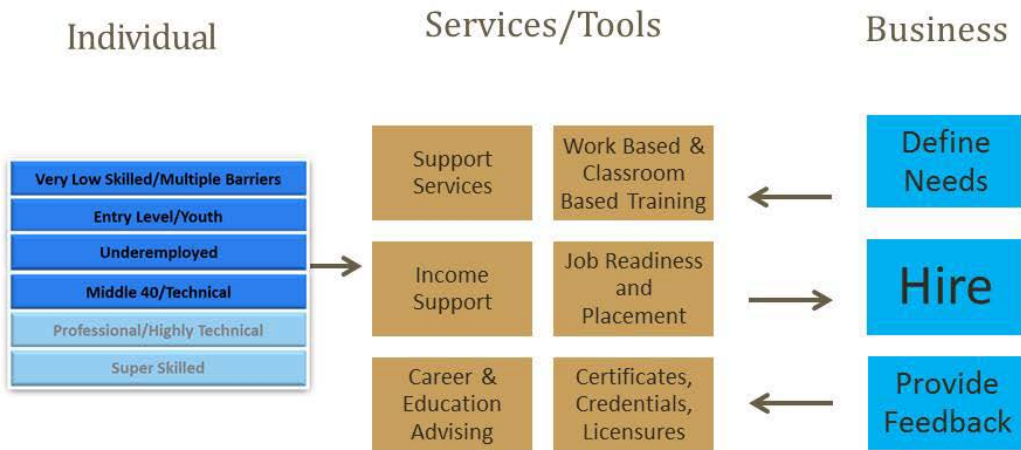 Individual
Services/Tools
Business
Very Low Skilled/Multiple Barriers
Entry Level/Youth
Underemployed
Middle 40/Technical
Professional/Highly Technical
Super Skilled
Support
Services
Work Based &
Classroom
Based Training
Income
Support
Job Readiness
and
Placement
Career &
Education
Advising
Certificates,
Credentials,
Licensures
Define
Needs
Hire
Provide
Feedback